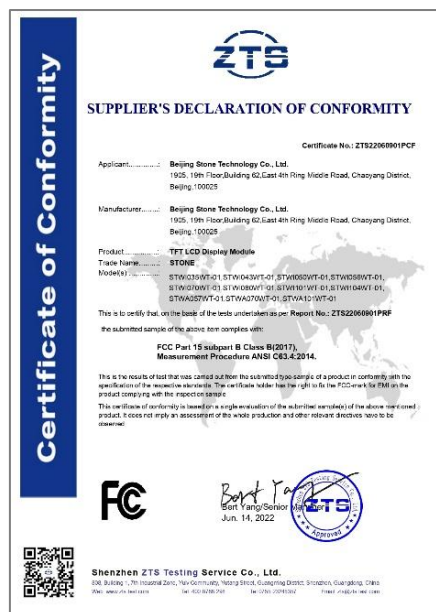 Certificate of Conformity
ZTS
SUPPLIER'S DECLARATION OF CONFORMITY
Certificate No.: ZTS22060901PCF
Applicant..............: Beijing Stone Technology Co., Ltd.
1905, 19th Floor,Building 62,East 4th Ring Middle Road, Chaoyang District,
Beijing,100025
Manufacturer........: Beijing Stone Technology Co., Ltd.
1905, 19th Floor,Building 62,East 4th Ring Middle Road, Chaoyang District,
Beijing,100025
Product................: TFT LCD Display Module
Trade Name.........: STONE
Model(s)...............: STWI035WT-01,STWI043WT-01,STWI050WT-01,STWI056WT-01,
STWI070WT-01,STWI080WT-01,STWI101WT-01,STWI104WT-01,
STWA057WT-01,STWA070WT-01,STWA101WT-01
This is to certify that, on the basis of the tests undertaken as per Report No.: ZTS22060901PRF
the submitted sample of the above item complies with:
FCC Part 15 subpart B Class B(2017),
Measurement Procedure ANSI C63.4:2014.
This is the results of test that was carried out from the submitted type-sample of a product in conformity with the
specification of the respective standards. The certificate holder has the right to fix the FCC-mark for EMI on the
product complying with the inspection sample
This certificate of conformity is based on a single evaluation of the submitted sample(s) of the above mentioned
product. It does not imply an assessment of the whole production and other relevant directives have to be
observed
FC
Bert Yang
Bert Yang/Senior Manager
Jun. 14, 2022
ZTS
Approved
Shenzhen ZTS Testing Service Co., Ltd.